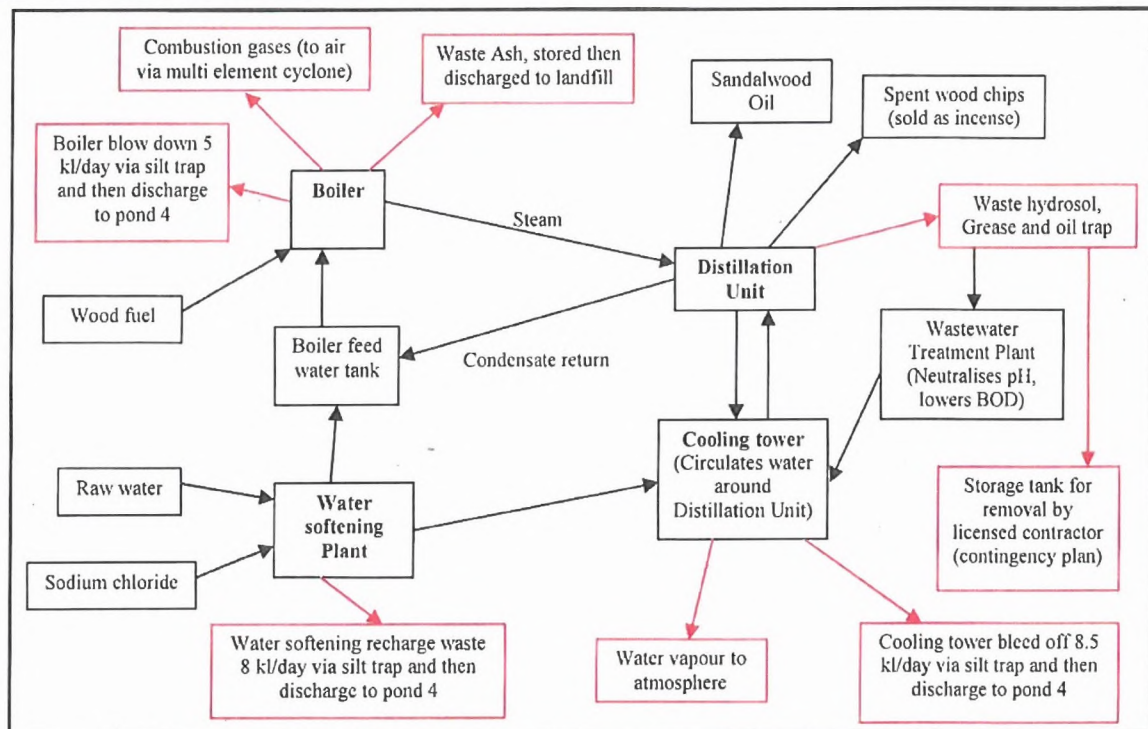 Combustion gases (to air
via multi element cyclone)
Waste Ash, stored then
discharged to landfill
Sandalwood
Oil
Spent wood chips
(sold as incense)
Boiler blow down 5
kl/day via silt trap
and then discharge
to pond 4
Boiler
Steam
Waste hydrosol,
Grease and oil trap
Distillation
Unit
Wood fuel
Boiler feed
water tank
Condensate return
Wastewater
Treatment Plant
(Neutralises pH,
lowers BOD)
Cooling tower
(Circulates water
around
Distillation Unit)
Raw water
Water
softening
Plant
Storage tank for
removal by
licensed contractor
(contingency plan)
Sodium chloride
Water softening recharge waste
8 kl/day via silt trap and then
discharge to pond 4
Water vapour to
atmosphere
Cooling tower bleed off 8.5
kl/day via silt trap and then
discharge to pond 4